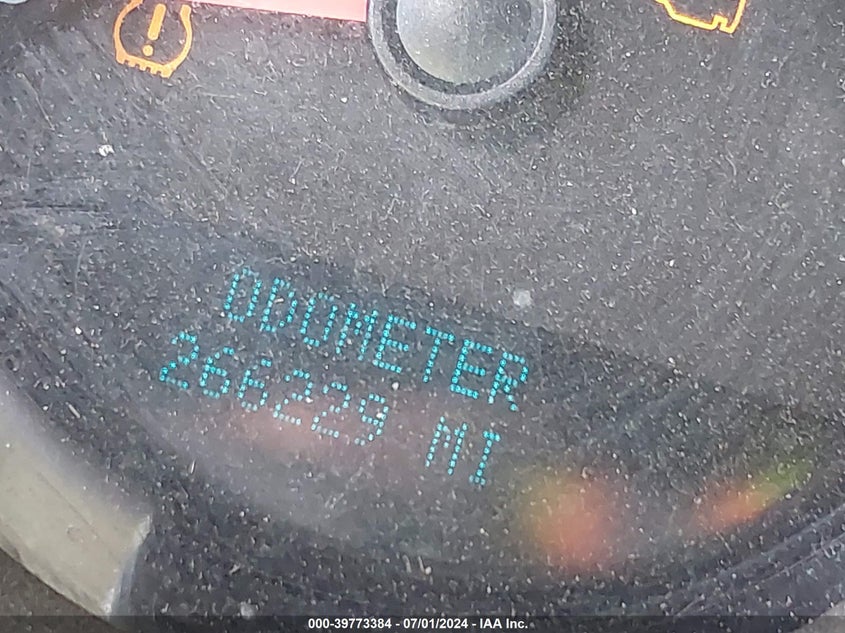 ODOMETER
266229 MI
000-39773384 - 07/01/2024 - IAA Inc.